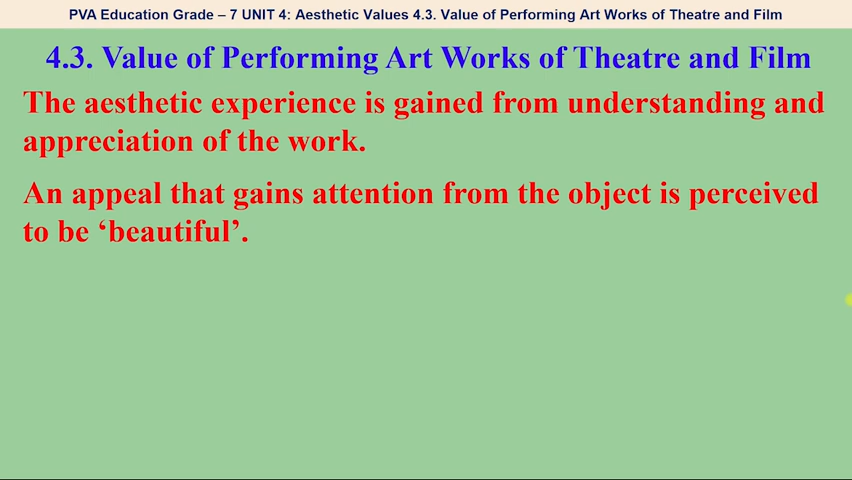 PVA Education Grade – 7 UNIT 4: Aesthetic Values 4.3. Value of Performing Art Works of Theatre and Film
4.3. Value of Performing Art Works of Theatre and Film
The aesthetic experience is gained from understanding and
appreciation of the work.
An appeal that gains attention from the object is perceived
to be ‘beautiful’.